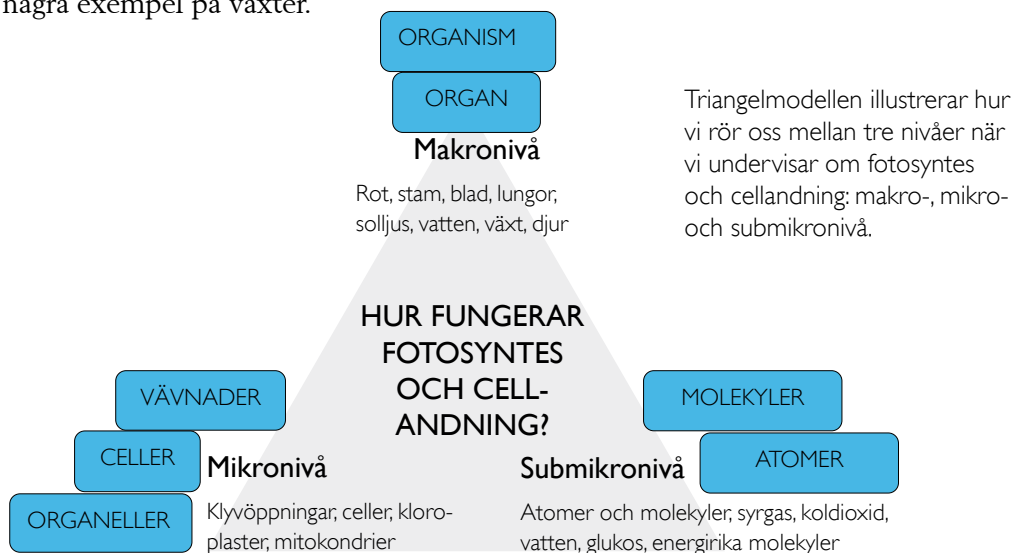 några exempel på växter.
ORGANISM
ORGAN
Makronivå
Rot, stam, blad, lungor,
solljus, vatten, växt, djur
Triangelmodellen illustrerar hur
vi rör oss mellan tre nivåer när
vi undervisar om fotosyntes
och cellandning: makro-, mikro-
och submikronivå.
HUR FUNGERAR
FOTOSYNTES
OCH CELL-
ANDNING?
VÄVNADER
CELLER
ORGANELLER
Mikronivå
Klyvöppningar, celler, kloro-
plaster, mitokondrier
MOLEKYLER
ATOMER
Submikronivå
Atomer och molekyler, syrgas, koldioxid,
vatten, glukos, energirika molekyler